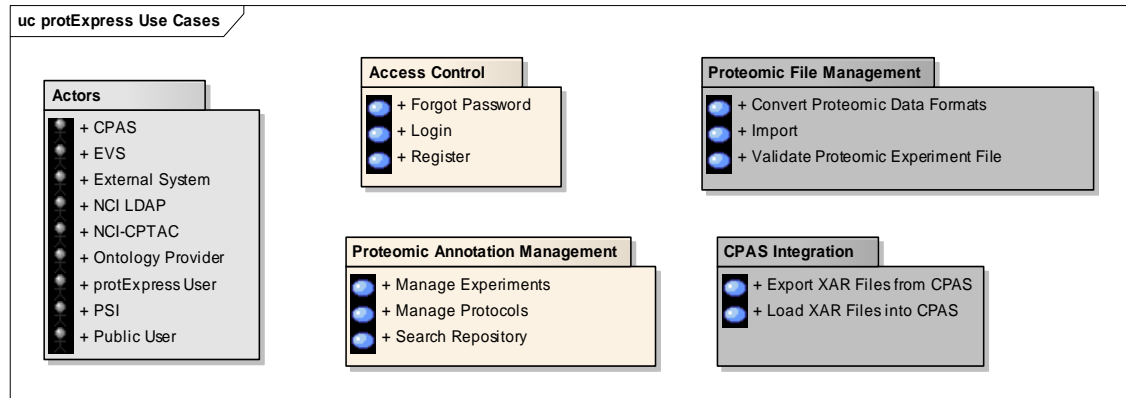 uc protExpress Use Cases
Actors
+ CPAS
+ EVS
+ External System
+ NCI LDAP
+ NCI-CPTAC
+ Ontology Provider
+ protExpress User
+ PSI
+ Public User
Access Control
+ Forgot Password
+ Login
+ Register
Proteomic File Management
+ Convert Proteomic Data Formats
+ Import
+ Validate Proteomic Experiment File
Proteomic Annotation Management
+ Manage Experiments
+ Manage Protocols
+ Search Repository
CPAS Integration
+ Export XAR Files from CPAS
+ Load XAR Files into CPAS